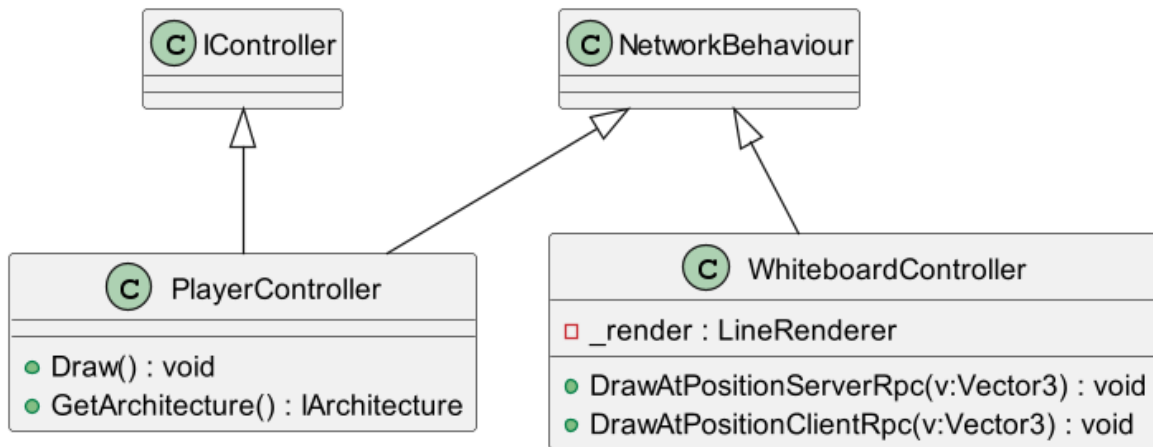 C IController
C NetworkBehaviour
C PlayerController
Draw() : void
GetArchitecture() : IArchitecture
C WhiteboardController
_render : LineRenderer
DrawAtPositionServerRpc(v:Vector3) : void
DrawAtPositionClientRpc(v:Vector3) : void